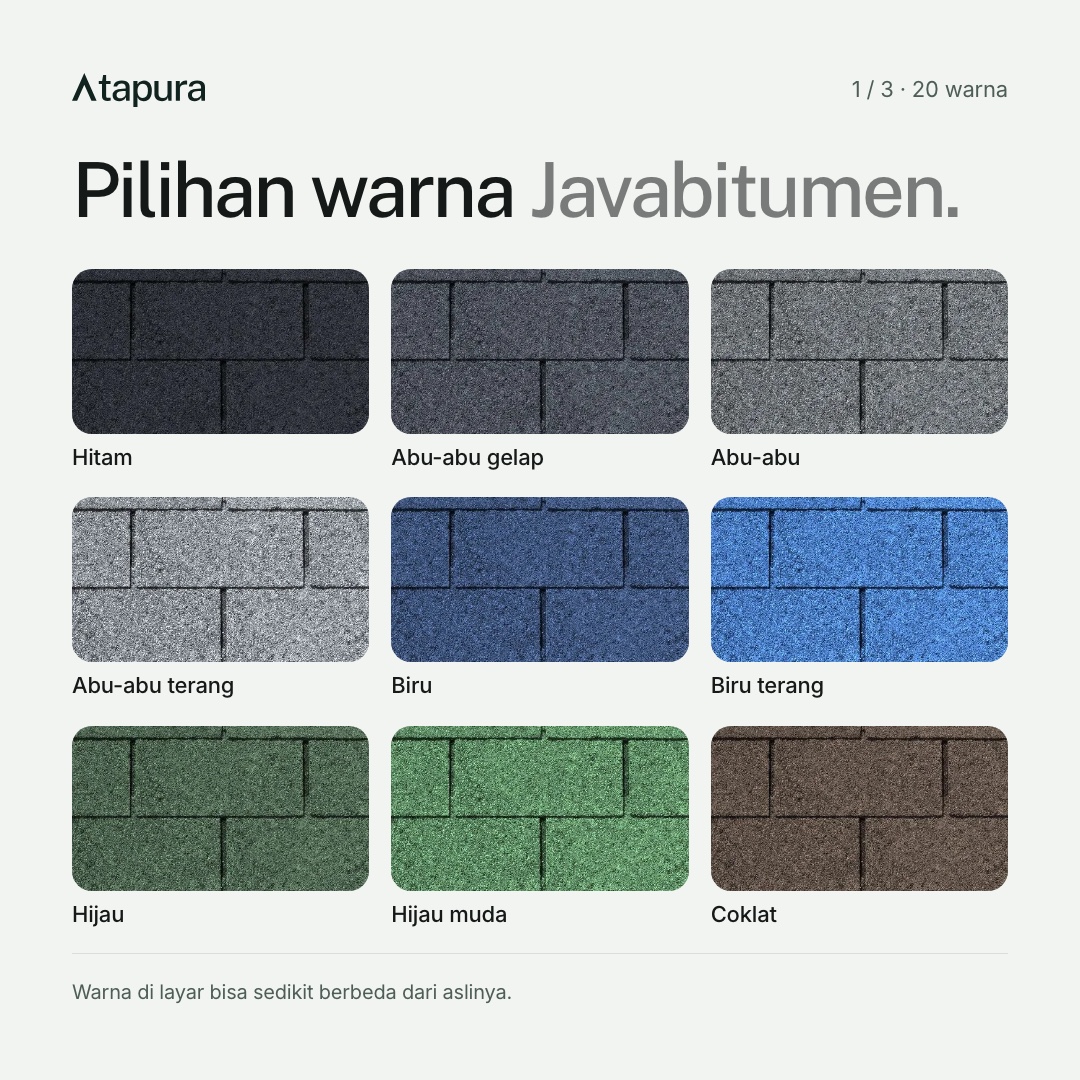 Atapura
1 / 3 · 20 warna
Pilihan warna Javabitumen.
Hitam
Abu-abu gelap
Abu-abu
Abu-abu terang
Biru
Biru terang
Hijau
Hijau muda
Coklat
Warna di layar bisa sedikit berbeda dari aslinya.